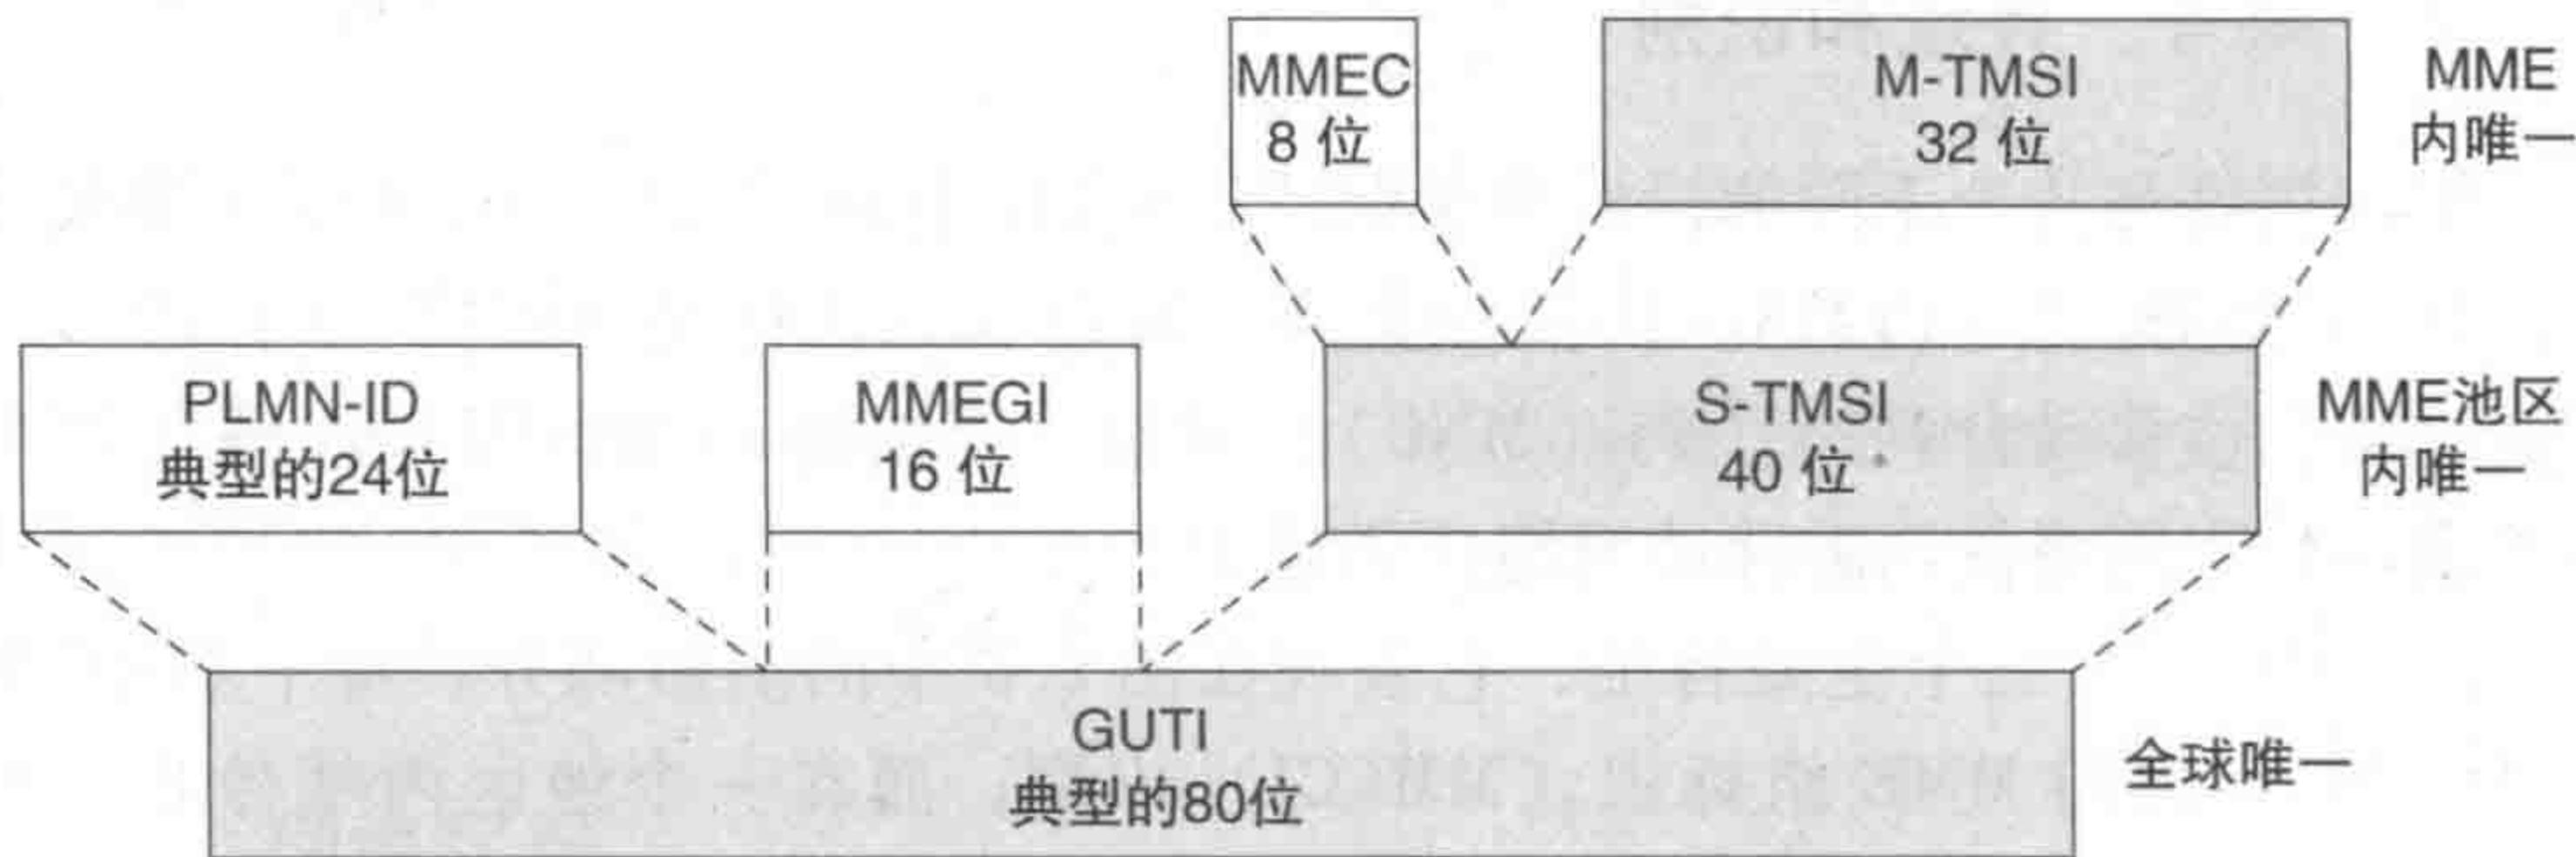 MMEC
8 位
M-TMSI
32 位
MME
内唯一
PLMN-ID
典型的24位
MMEGI
16 位
S-TMSI
40 位
MME池区
内唯一
GUTI
典型的80位
全球唯一